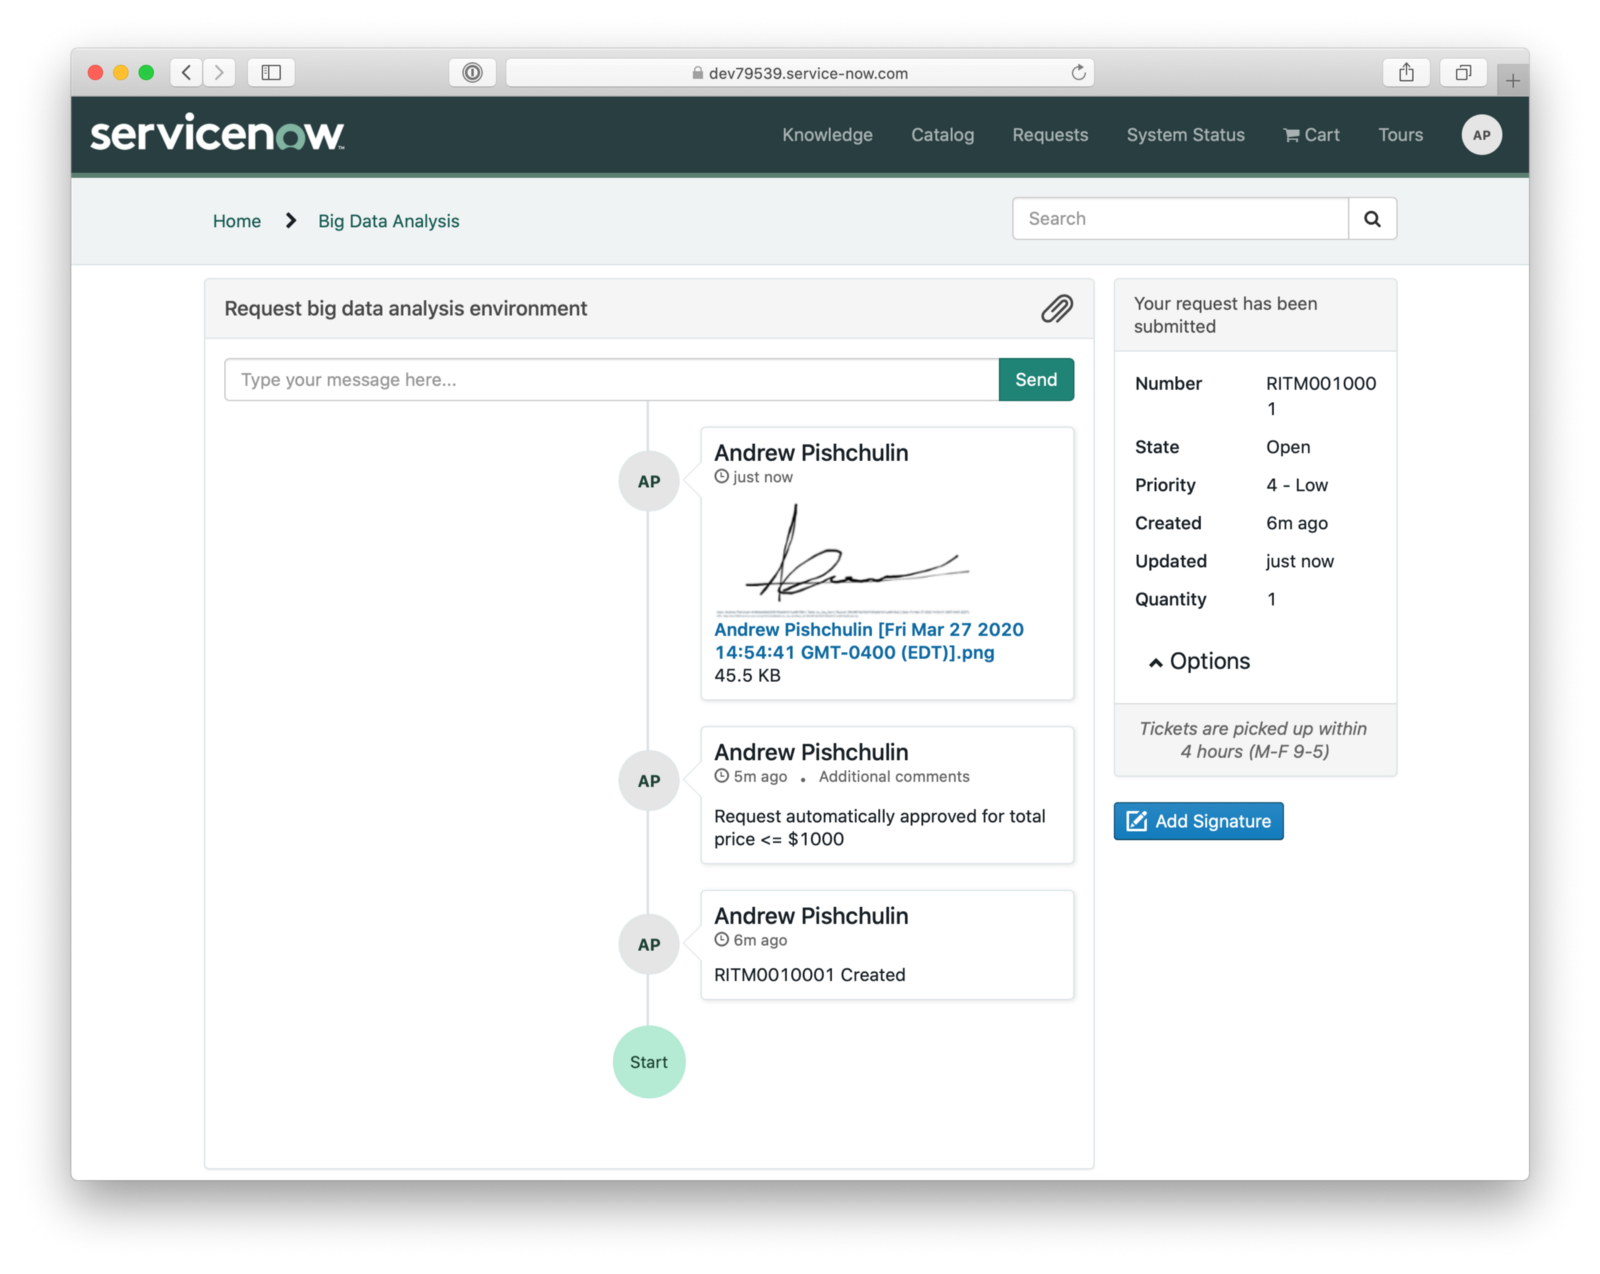 dev79539.service-now.com
servicenow™
Knowledge Catalog Requests System Status Cart Tours AP
Home Big Data Analysis
Search
Request big data analysis environment
Type your message here...
Send
AP
Andrew Pishchulin
just now
Andrew Pishchulin [Fri Mar 27 2020
14:54:41 GMT-0400 (EDT)].png
45.5 KB
AP
Andrew Pishchulin
5m ago • Additional comments
Request automatically approved for total
price <= $1000
AP
Andrew Pishchulin
6m ago
RITM0010001 Created
Start
Your request has been
submitted
Number RITM001000
1
State Open
Priority 4 - Low
Created 6m ago
Updated just now
Quantity 1
Options
Tickets are picked up within
4 hours (M-F 9-5)
Add Signature